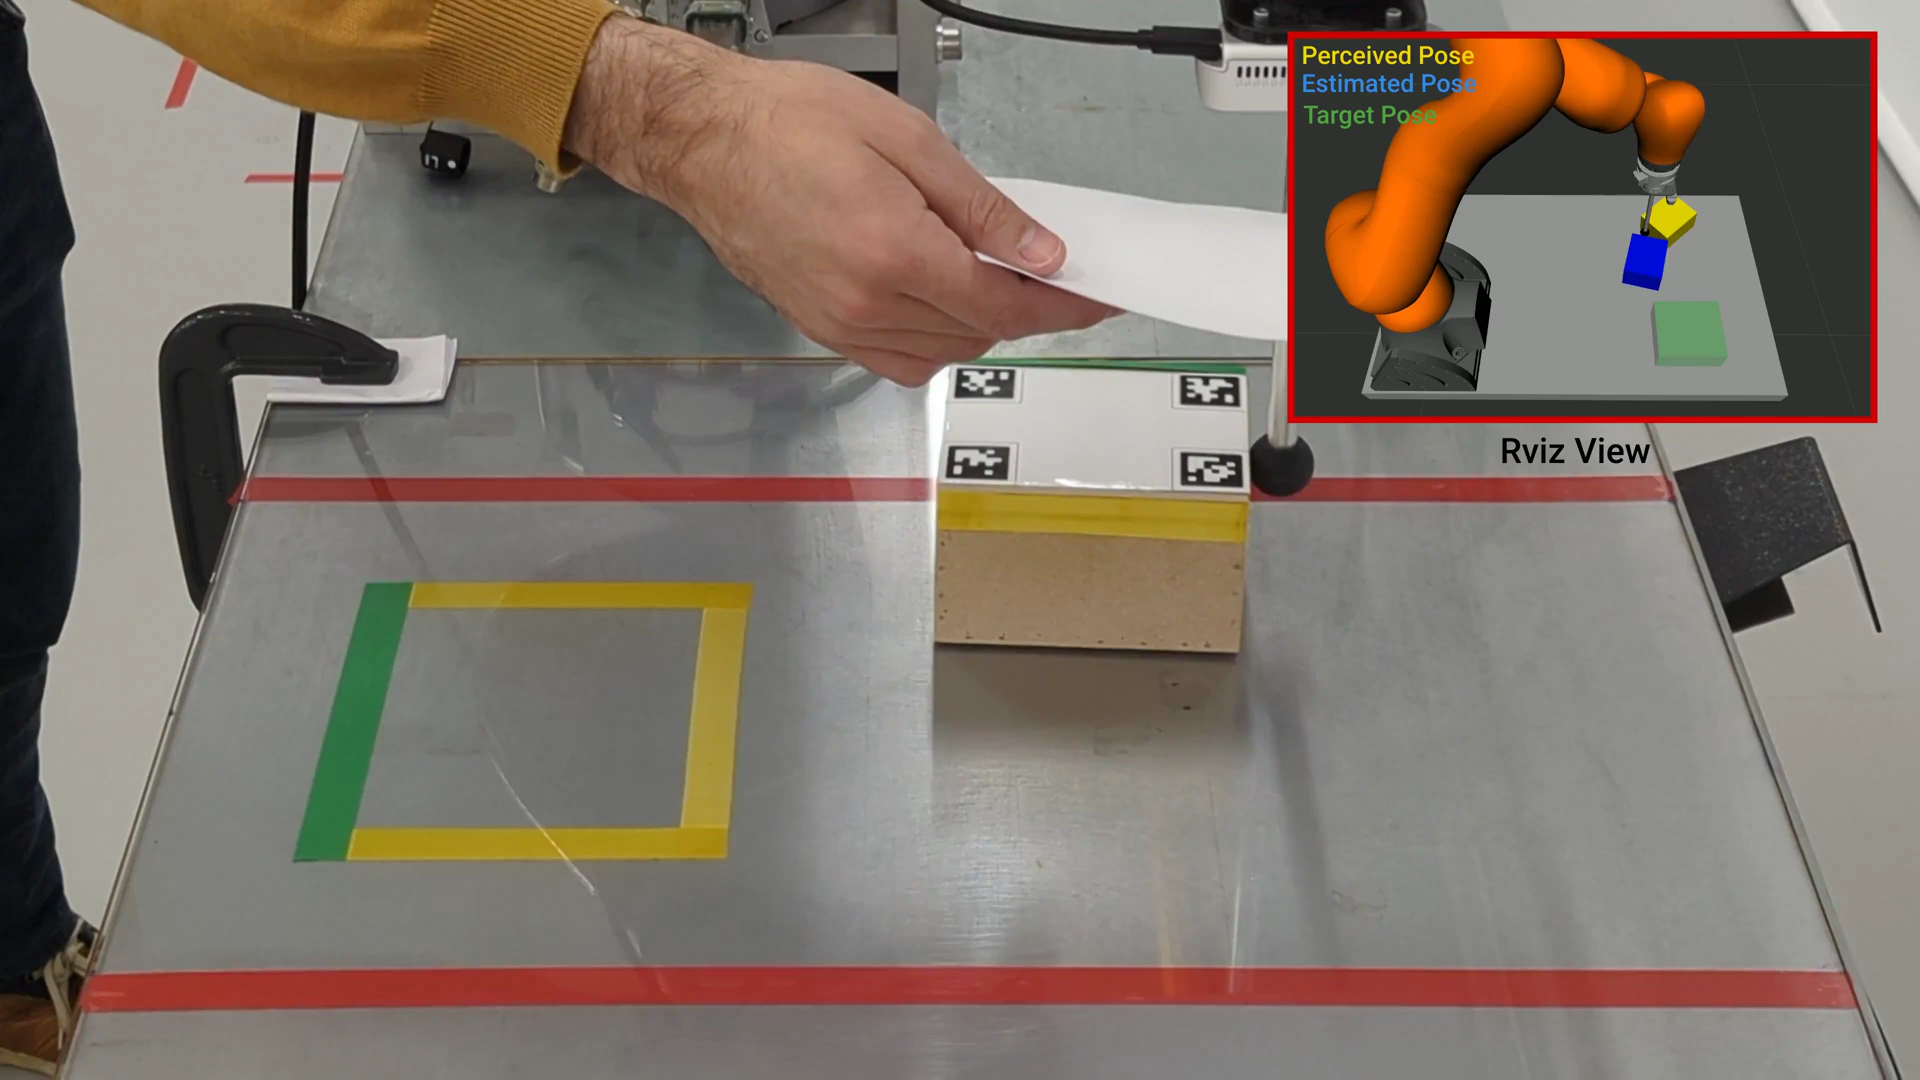 Perceived Pose
Estimated Pose
Target Pose
Rviz View